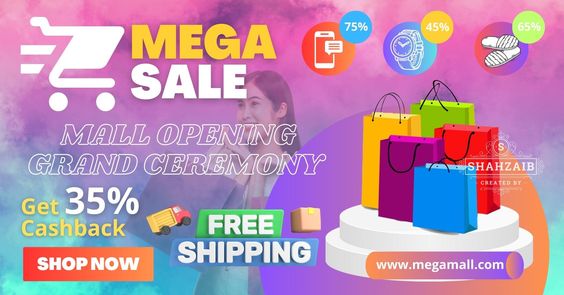 MEGA
SALE
75%
45%
65%
MALL OPENING
GRAND CEREMONY
Get 35%
Cashback
FREE
SHIPPING
SHOP NOW
S
SHAHZAIB
CREATED BY
www.megamall.com